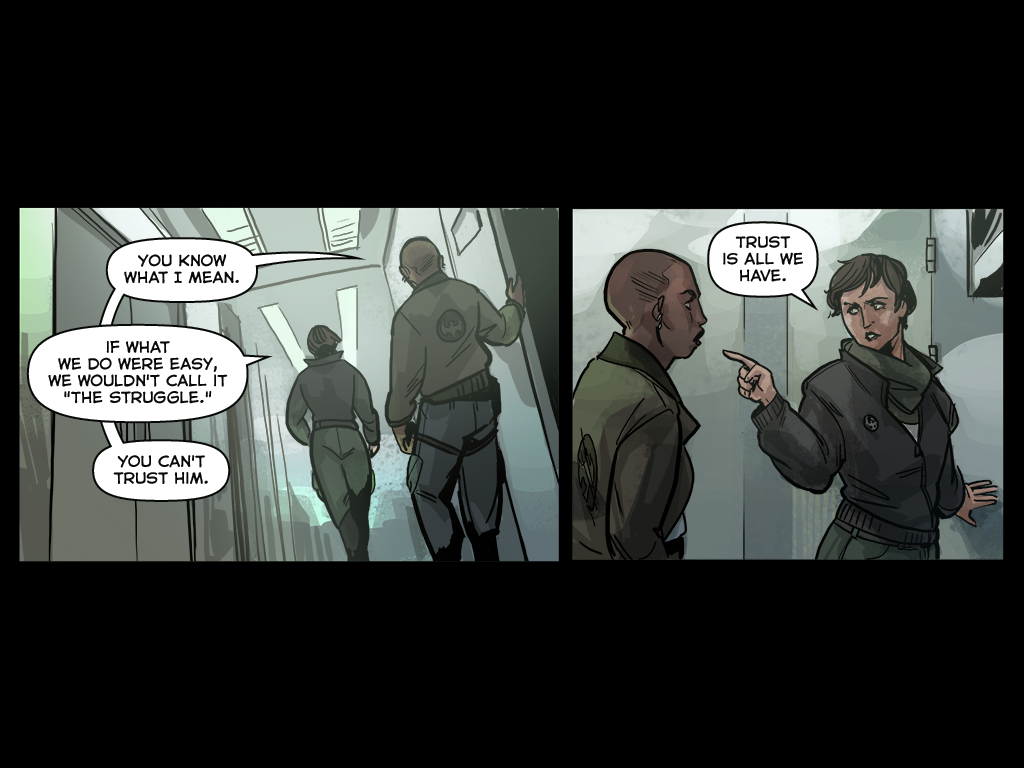 YOU KNOW
WHAT I MEAN.
IF WHAT
WE DO WERE EASY,
WE WOULDN'T CALL IT
"THE STRUGGLE."
YOU CAN'T
TRUST HIM.
TRUST
IS ALL WE
HAVE.